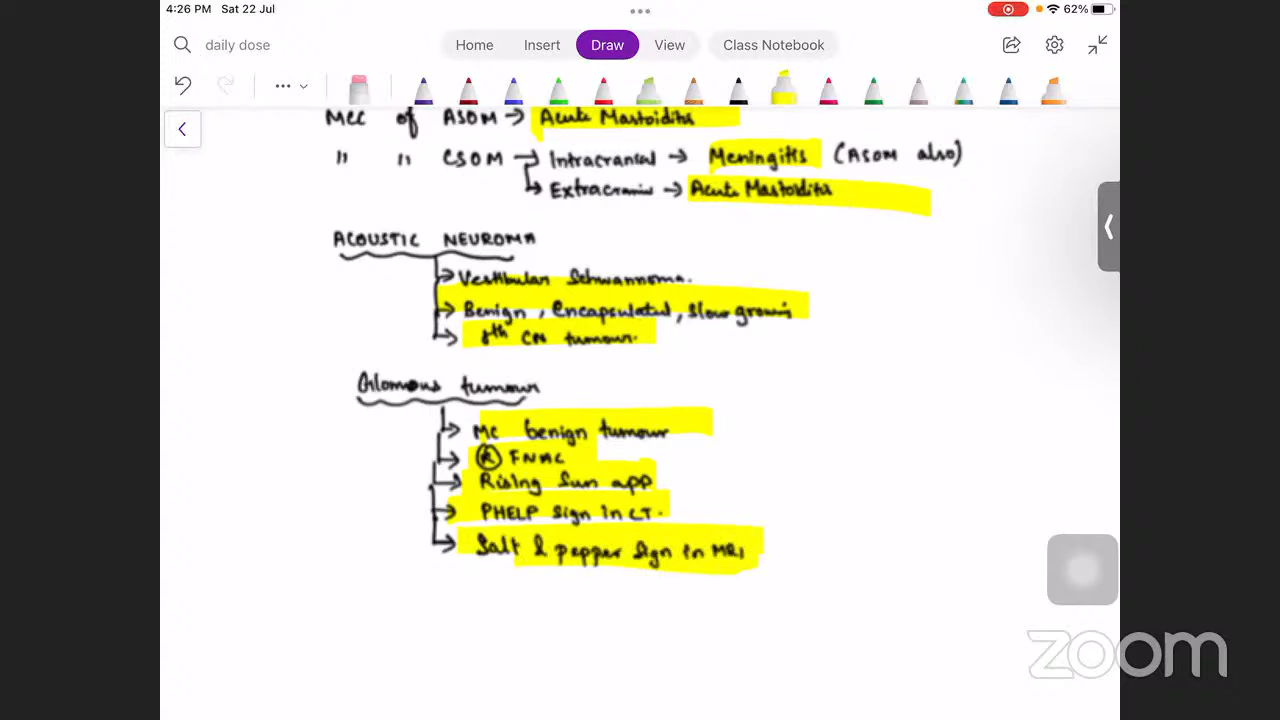 4:26 PM Sat 22 Jul
62%
daily dose
Home Insert Draw View Class Notebook
MCC of ASOM → Acute Mastoiditis
" " CSOM → Intracranial → Meningitis (ASOM also)
→ Extracranial → Acute Mastoiditis
ACOUSTIC NEUROMA
→ Vestibular Schwannoma.
→ Benign, Encapsulated, Slow growing
→ 8th CN tumour.
Glomous tumour
→ MC benign tumour
→ FNAC
→ Rising Sun app
→ PHELP Sign in CT.
→ Salt & pepper Sign in MRI
zoom